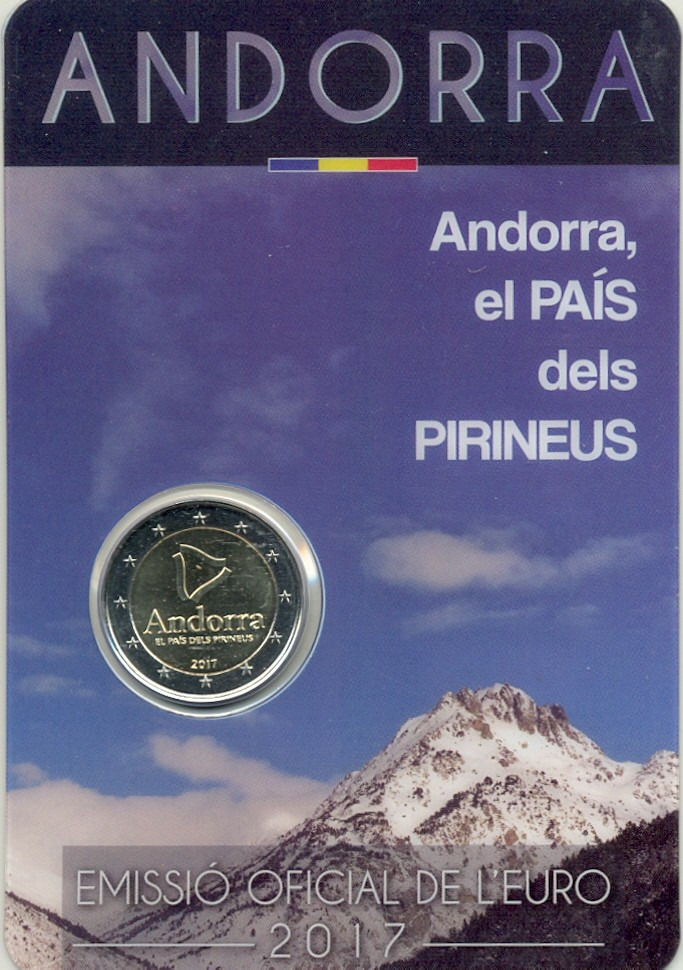 ANDORRA
Andorra,
el PAÍS
dels
PIRINEUS
Andorra
EL PAÍS DELS PIRINEUS
2017
EMISSIÓ OFICIAL DE L'EURO
2017